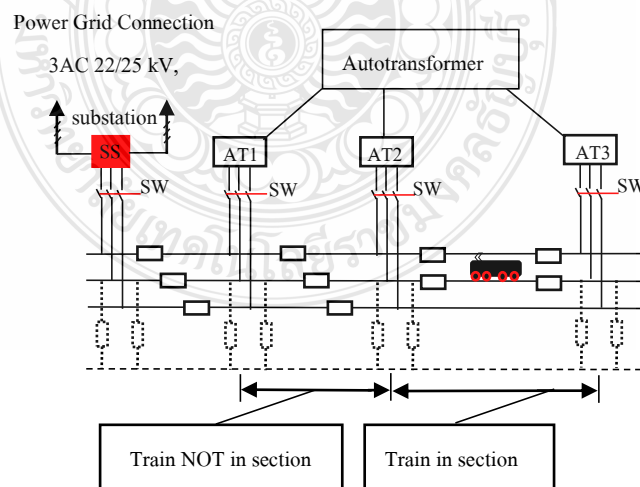 Power Grid Connection
3AC 22/25 kV,
substation
Autotransformer
SS
AT1
AT2
AT3
SW
SW
SW
SW
Train NOT in section
Train in section